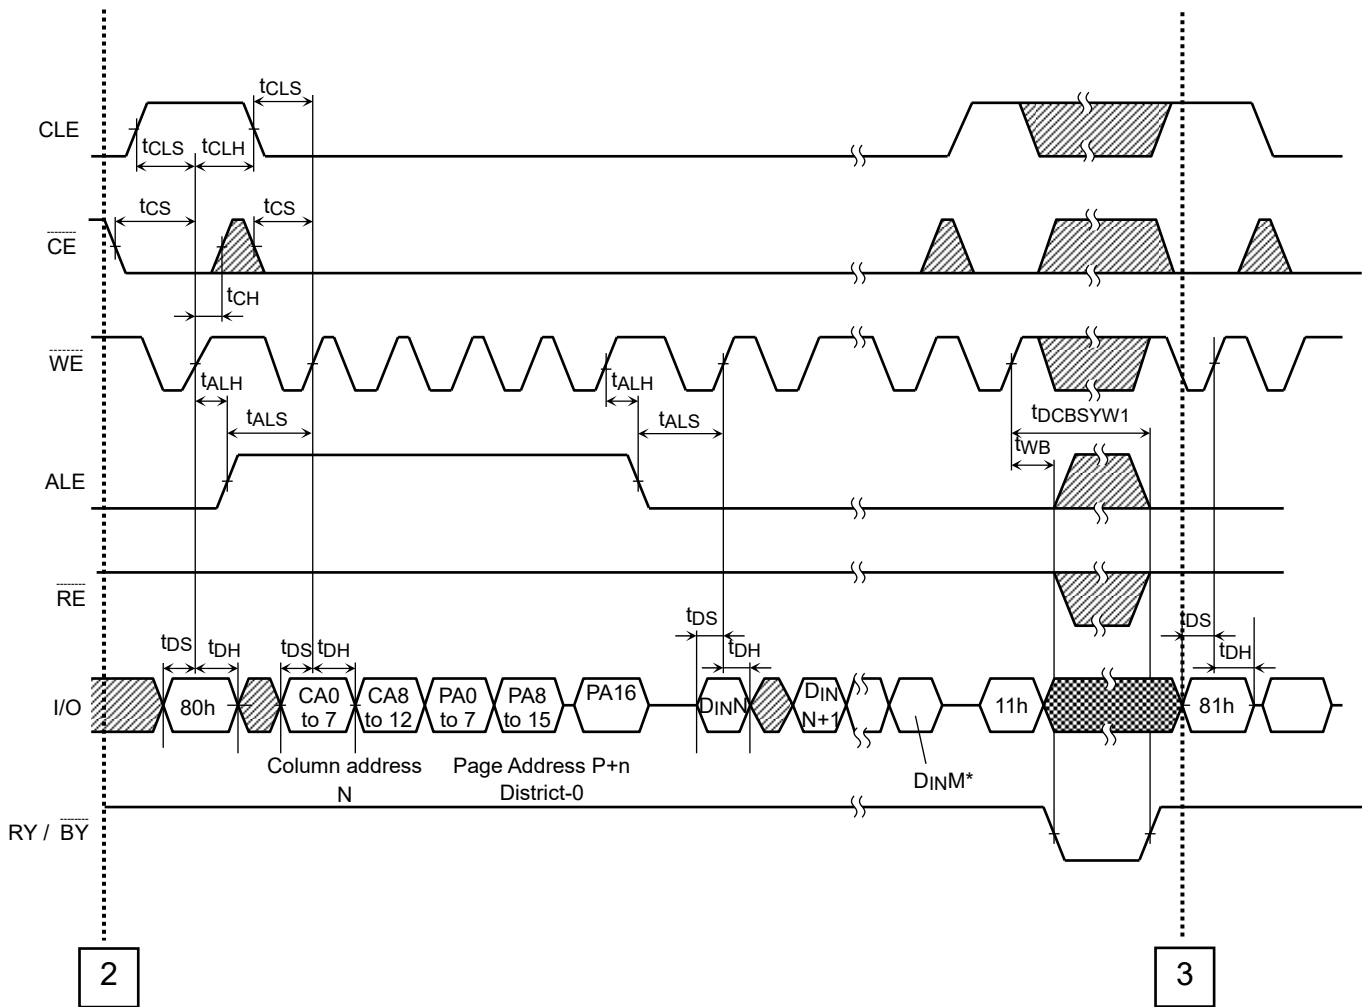 tCLS
CLE
tCLS tCLH
tCS tCS
CE
tCH
WE
tALH tALH
tALS tALS
tDCBSYW1
tWB
ALE
RE
tDS tDS
tDS tDH tDS tDH tDH tDH
I/O
80h
CA0
to 7
CA8
to 12
PA0
to 7
PA8
to 15
PA16
DINN
DIN
N+1
11h
81h
Column address
N
Page Address P+n
District-0
DINM*
RY / BY
2
3